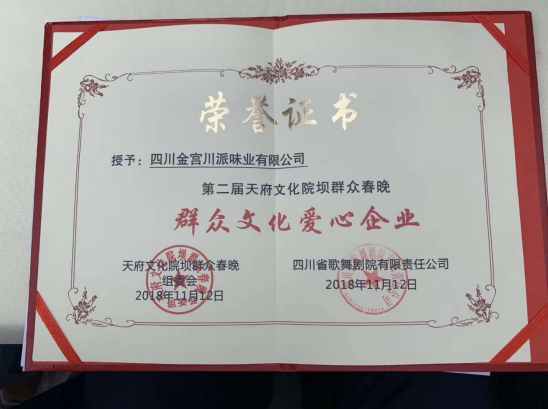 荣誉证书
授予：四川金宫川派味业有限公司
第二届天府文化院坝群众春晚
群众文化爱心企业
天府文化院坝群众春晚
组委会
2018年11月12日
四川省歌舞剧院有限责任公司
2018年11月12日